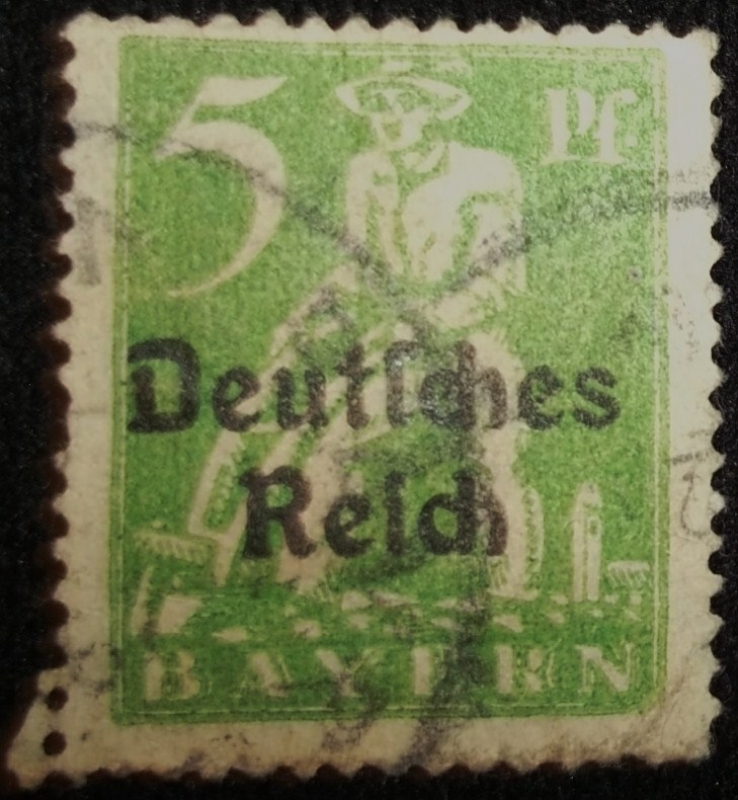 5 Pf.
Deutſches
Reich
BAYERN